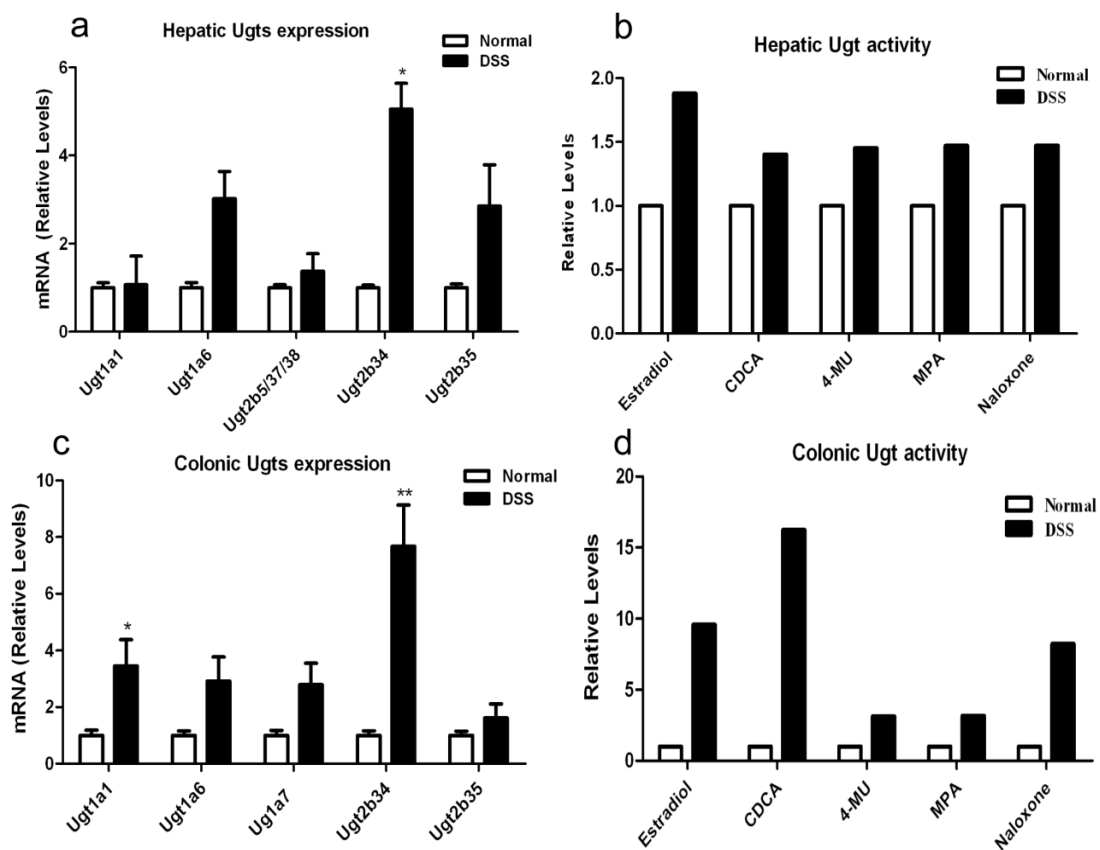 a
Hepatic Ugts expression
Normal
DSS
mRNA (Relative Levels)
6
4
2
0
*
Ugt1a1
Ugt1a6
Ugt2b5/37/38
Ugt2b34
Ugt2b35
b
Hepatic Ugt activity
Normal
DSS
Relative Levels
2.0
1.5
1.0
0.5
0.0
Estradiol
CDCA
4-MU
MPA
Naloxone
c
Colonic Ugts expression
Normal
DSS
mRNA (Relative Levels)
10
8
6
4
2
0
*
**
Ugt1a1
Ugt1a6
Ug1a7
Ugt2b34
Ugt2b35
d
Colonic Ugt activity
Normal
DSS
Relative Levels
20
15
10
5
0
Estradiol
CDCA
4-MU
MPA
Naloxone